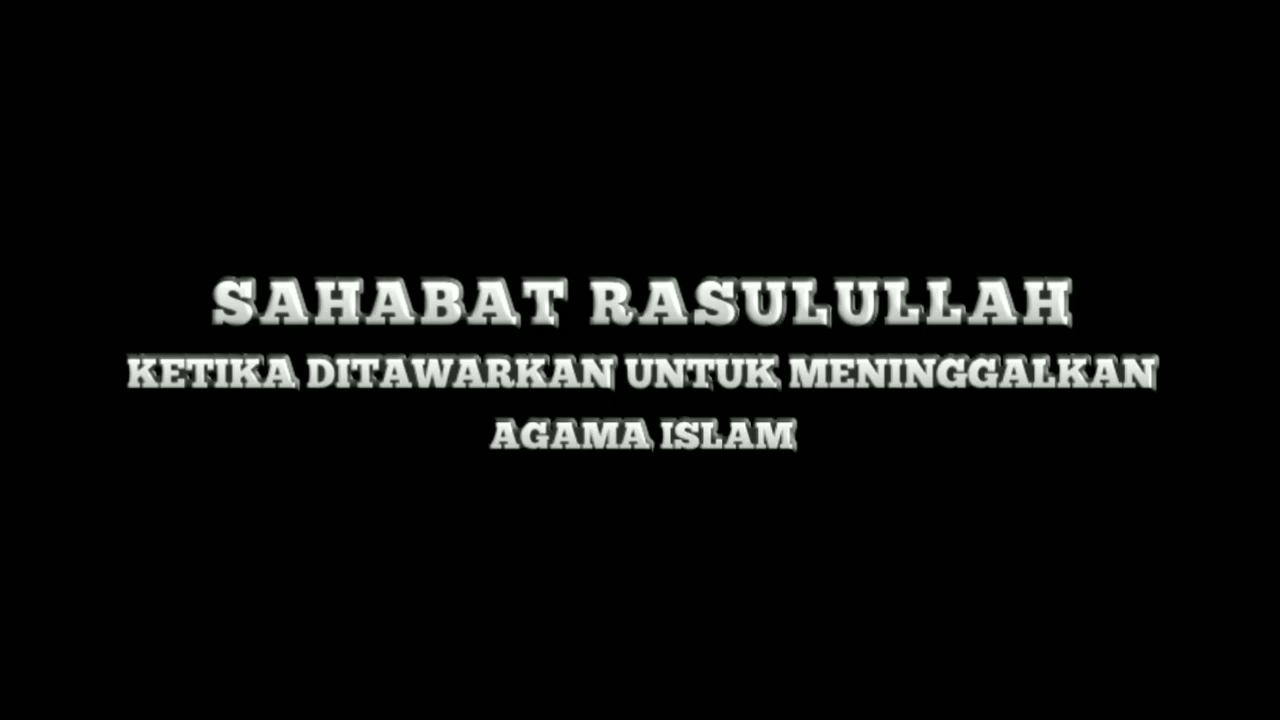 SAHABAT RASULULLAH
KETIKA DITAWARKAN UNTUK MENINGGALKAN
AGAMA ISLAM